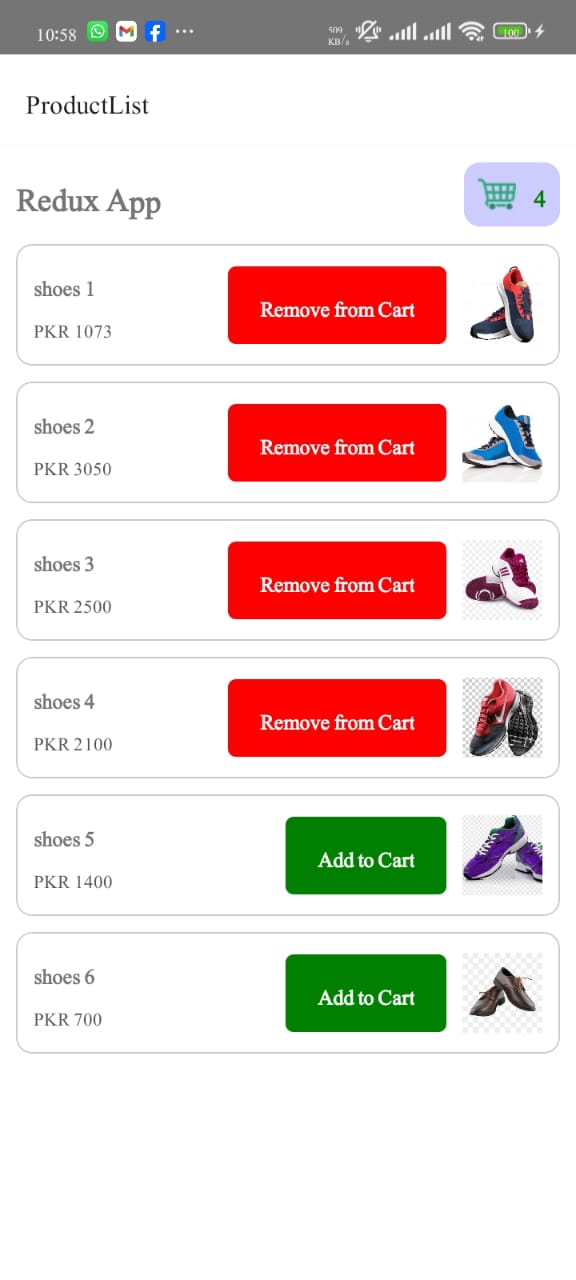 10:58 509 KB/s 100
ProductList
Redux App 4
shoes 1
Remove from Cart
PKR 1073
shoes 2
Remove from Cart
PKR 3050
shoes 3
Remove from Cart
PKR 2500
shoes 4
Remove from Cart
PKR 2100
shoes 5
Add to Cart
PKR 1400
shoes 6
Add to Cart
PKR 700